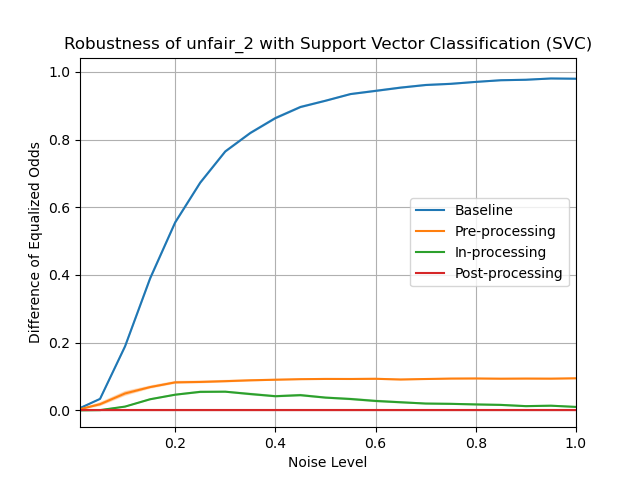 Robustness of unfair_2 with Support Vector Classification (SVC)
1.0
0.8
0.6
0.4
0.2
0.0
Difference of Equalized Odds
Baseline
Pre-processing
In-processing
Post-processing
0.2
0.4
0.6
0.8
1.0
Noise Level